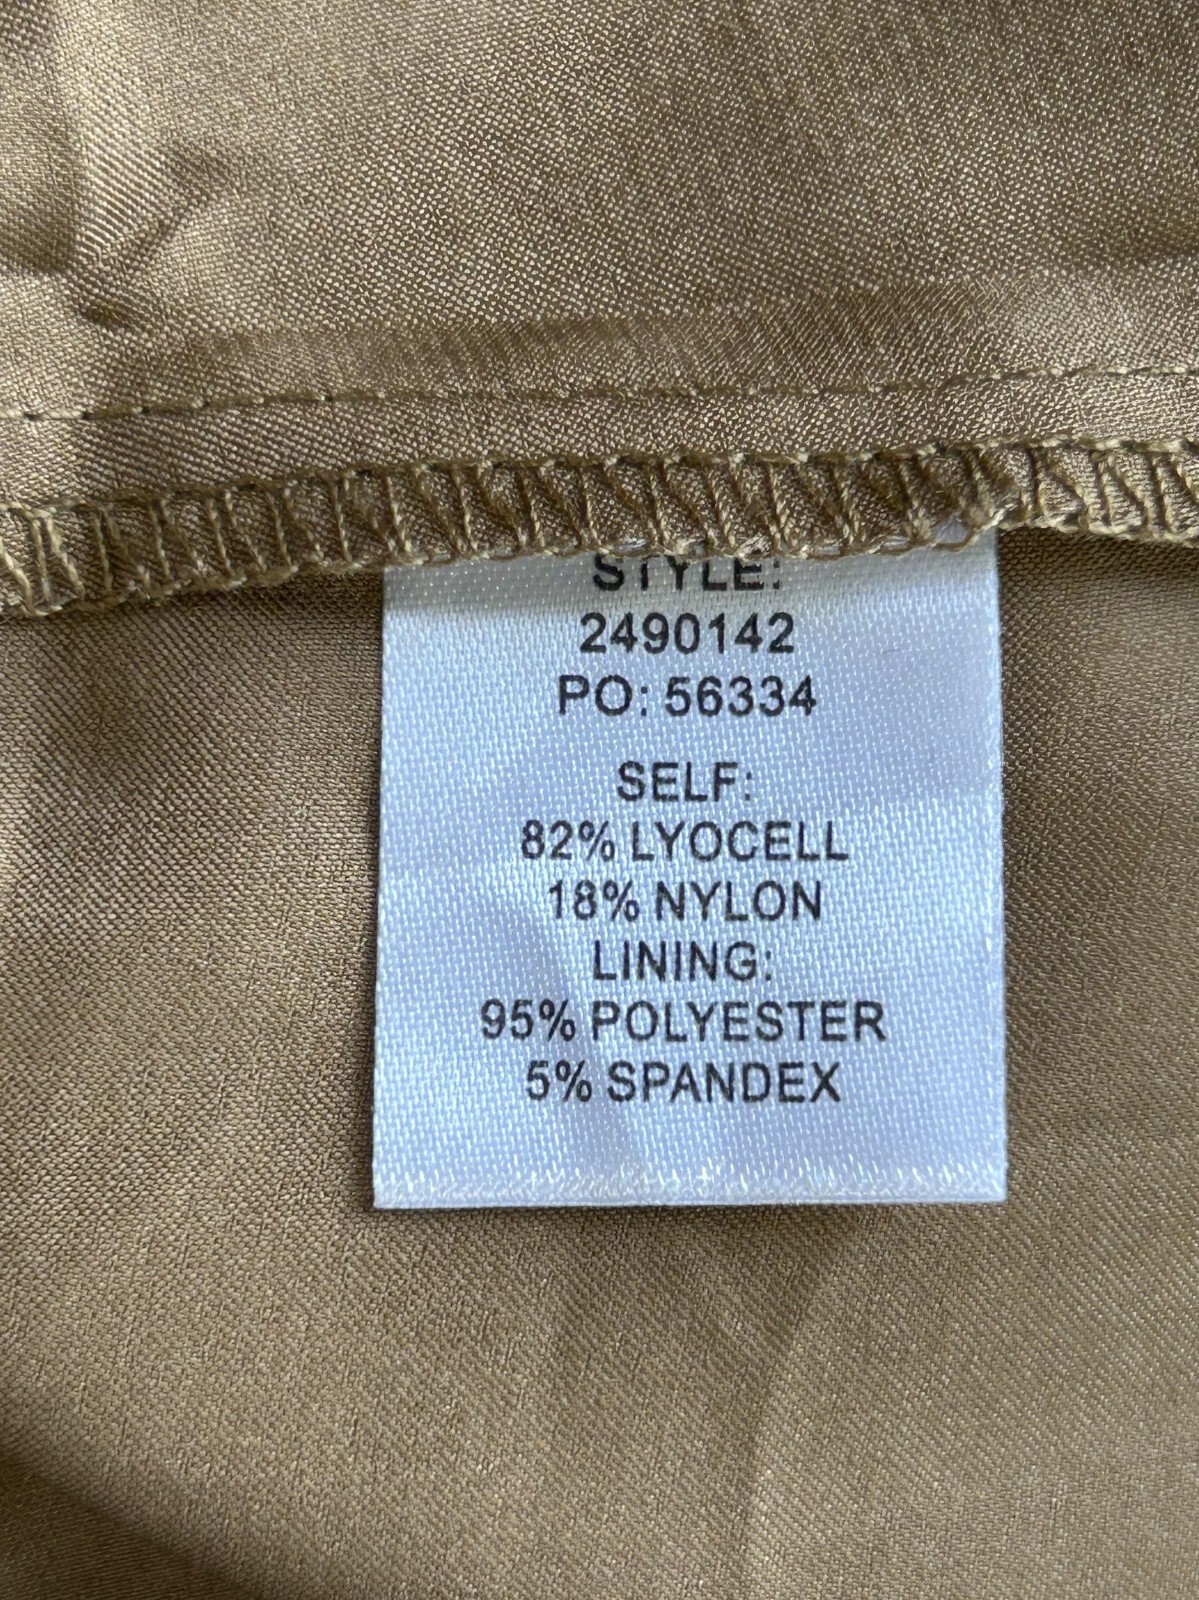 STYLE:
2490142
PO: 56334
SELF:
82% LYOCELL
18% NYLON
LINING:
95% POLYESTER
5% SPANDEX